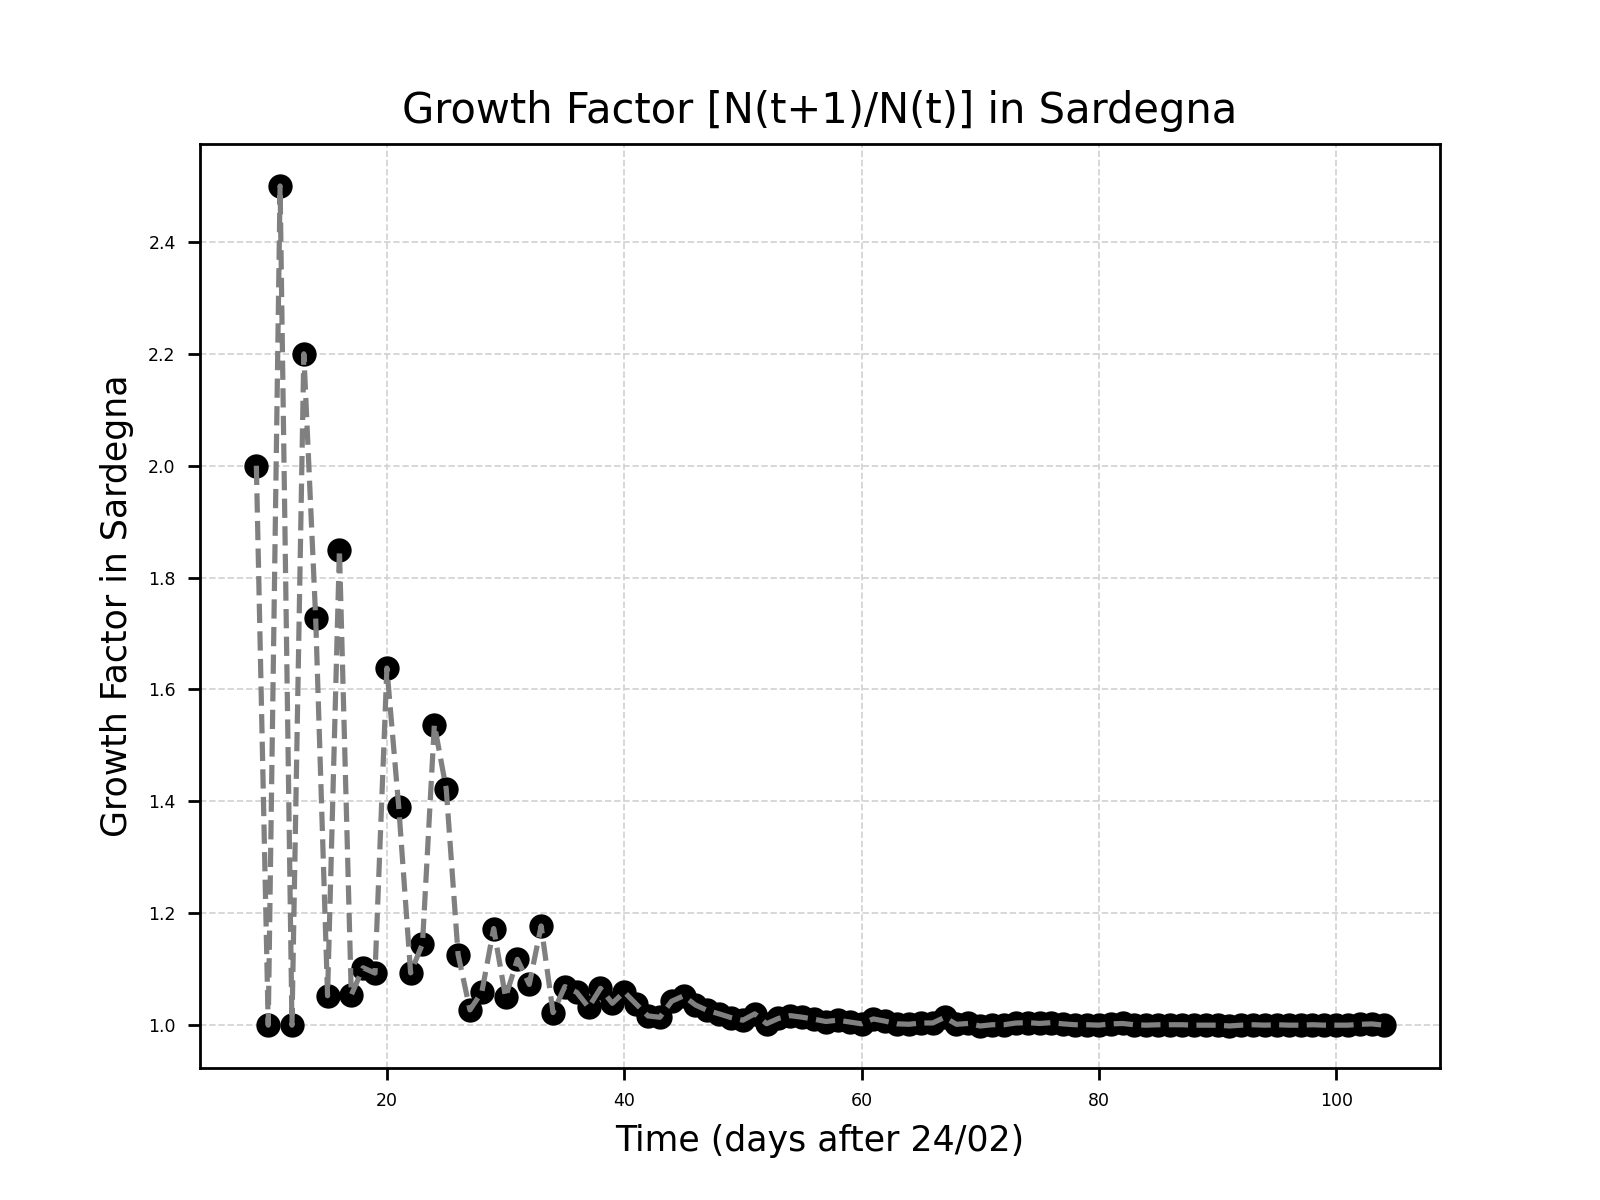 Growth Factor [N(t+1)/N(t)] in Sardegna
Growth Factor in Sardegna
2.4
2.2
2.0
1.8
1.6
1.4
1.2
1.0
20 40 60 80 100
Time (days after 24/02)